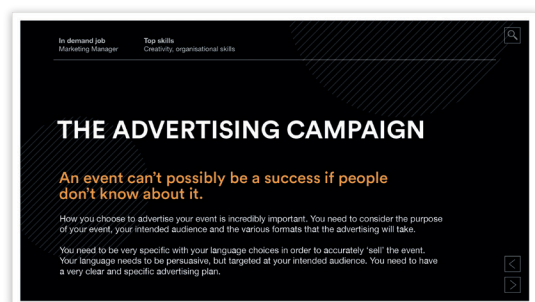 In demand job
Marketing Manager
Top skills
Creativity, organisational skills
THE ADVERTISING CAMPAIGN
An event can't possibly be a success if people
don't know about it.
How you choose to advertise your event is incredibly important. You need to consider the purpose
of your event, your intended audience and the various formats that the advertising will take.
You need to be very specific with your language choices in order to accurately 'sell' the event.
Your language needs to be persuasive, but targeted at your intended audience. You need to have
a very clear and specific advertising plan.